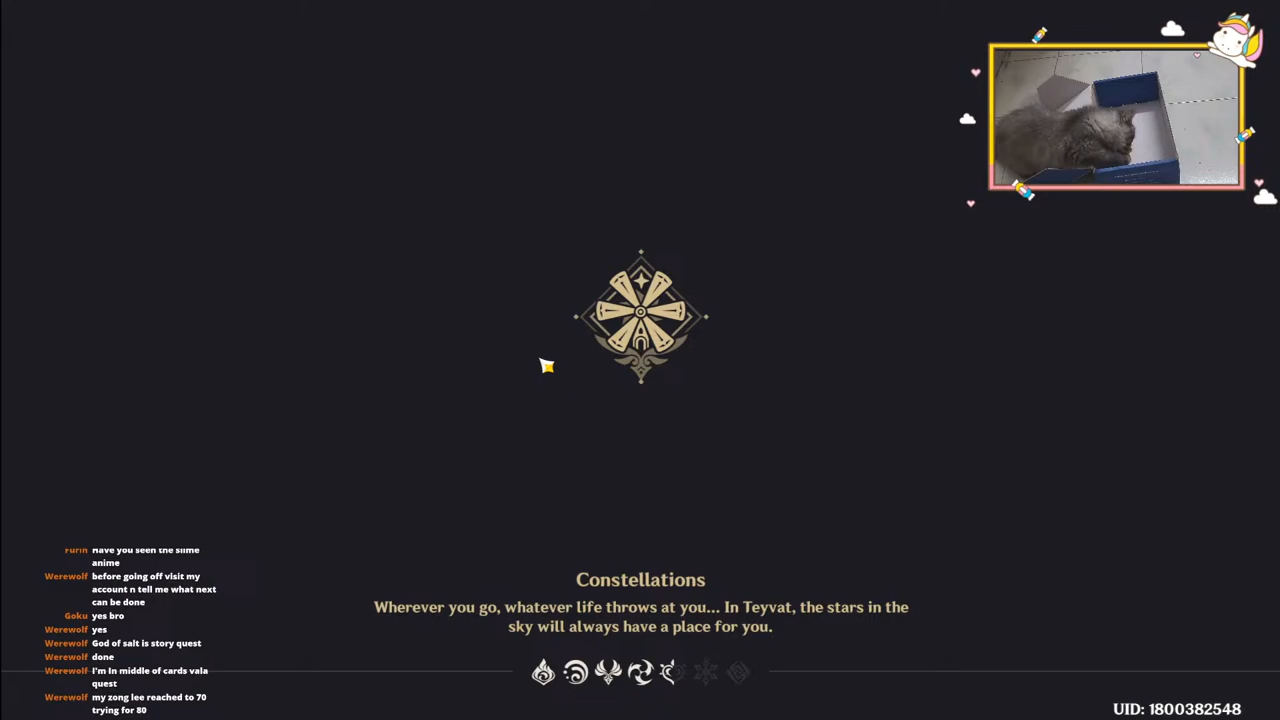 Furin Have you seen the slime
anime
Werewolf before going off visit my
account n tell me what next
can be done
Goku yes bro
Werewolf yes
Werewolf God of salt is story quest
Werewolf done
Werewolf I'm In middle of cards vala
quest
Werewolf my zong lee reached to 70
trying for 80
Constellations
Wherever you go, whatever life throws at you... In Teyvat, the stars in the
sky will always have a place for you.
UID: 1800382548